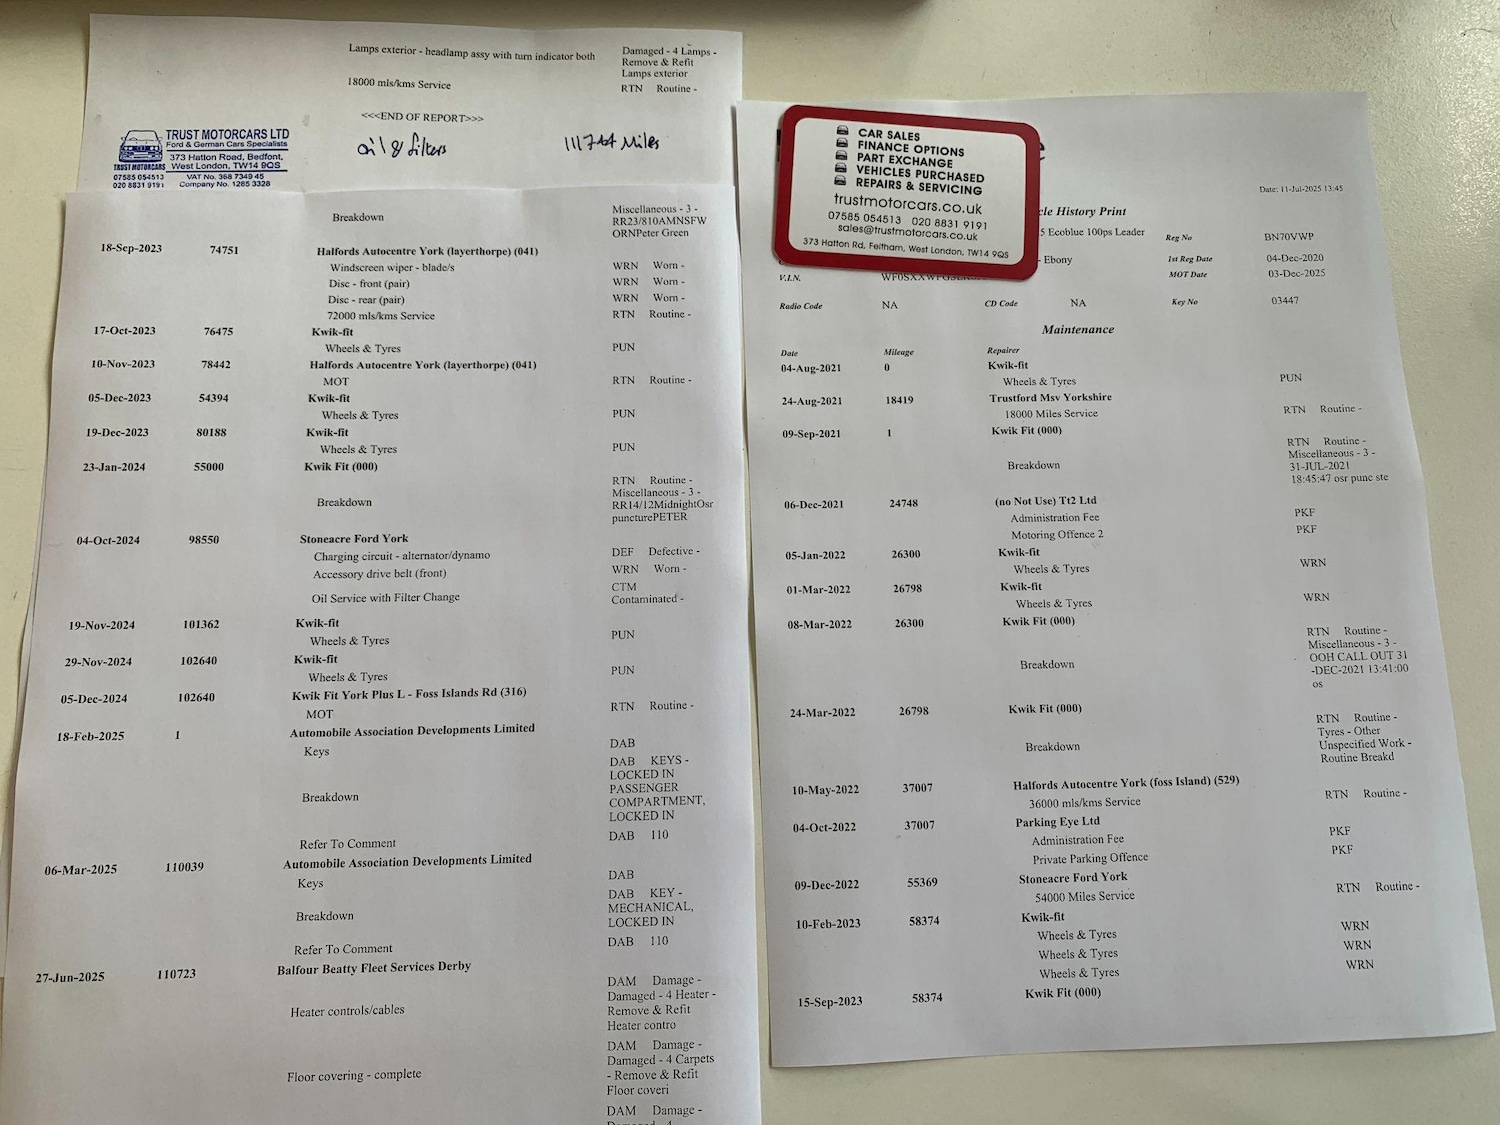 Lamps exterior - headlamp assy with turn indicator both
Damaged - 4 Lamps -
Remove & Refit
Lamps exterior
18000 mls/kms Service
RTN Routine -
<<<END OF REPORT>>>
TRUST MOTORCARS LTD
Ford & German Cars Specialists
373 Hatton Road, Bedfont,
West London, TW14 9QS
TRUST MOTORCARS
07585 054513
020 8831 9191
VAT No. 368 7349 45
Company No. 1285 3328
Oil & filters
Miles
Breakdown
Miscellaneous - 3 -
RR23/810AMNSFW
ORNPeter Green
18-Sep-2023 74751 Halfords Autocentre York (layerthorpe) (041)
Windscreen wiper - blade/s WRN Worn -
Disc - front (pair) WRN Worn -
Disc - rear (pair) WRN Worn -
72000 mls/kms Service RTN Routine -
17-Oct-2023 76475 Kwik-fit
Wheels & Tyres PUN
10-Nov-2023 78442 Halfords Autocentre York (layerthorpe) (041)
MOT RTN Routine -
05-Dec-2023 54394 Kwik-fit
Wheels & Tyres PUN
19-Dec-2023 80188 Kwik-fit
Wheels & Tyres PUN
23-Jan-2024 55000 Kwik Fit (000)
Breakdown
RTN Routine -
Miscellaneous - 3 -
RR14/12MidnightOsr
puncturePETER
04-Oct-2024 98550 Stoneacre Ford York
Charging circuit - alternator/dynamo DEF Defective -
Accessory drive belt (front) WRN Worn -
Oil Service with Filter Change
CTM
Contaminated -
19-Nov-2024 101362 Kwik-fit
Wheels & Tyres PUN
29-Nov-2024 102640 Kwik-fit
Wheels & Tyres PUN
05-Dec-2024 102640 Kwik Fit York Plus L - Foss Islands Rd (316)
MOT RTN Routine -
18-Feb-2025 1 Automobile Association Developments Limited
Keys DAB
Breakdown
DAB KEYS -
LOCKED IN
PASSENGER
COMPARTMENT,
LOCKED IN
Refer To Comment DAB 110
06-Mar-2025 110039 Automobile Association Developments Limited
Keys DAB
Breakdown
DAB KEY -
MECHANICAL,
LOCKED IN
Refer To Comment DAB 110
27-Jun-2025 110723 Balfour Beatty Fleet Services Derby
Heater controls/cables
DAM Damage -
Damaged - 4 Heater -
Remove & Refit
Heater contro
Floor covering - complete
DAM Damage -
Damaged - 4 Carpets
- Remove & Refit
Floor coveri
DAM Damage -
Damaged - 4
CAR SALES
FINANCE OPTIONS
PART EXCHANGE
VEHICLES PURCHASED
REPAIRS & SERVICING
trustmotorcars.co.uk
07585 054513 020 8831 9191
sales@trustmotorcars.co.uk
373 Hatton Rd, Feltham, West London, TW14 9QS
Date: 11-Jul-2025 13:45
cle History Print
5 Ecoblue 100ps Leader Reg No BN70VWP
- Ebony 1st Reg Date 04-Dec-2020
V.I.N. MOT Date 03-Dec-2025
Radio Code NA CD Code NA Key No 03447
Maintenance
Date Mileage Repairer
04-Aug-2021 0 Kwik-fit
Wheels & Tyres PUN
24-Aug-2021 18419 Trustford Msv Yorkshire
18000 Miles Service RTN Routine -
09-Sep-2021 1 Kwik Fit (000)
Breakdown
RTN Routine -
Miscellaneous - 3 -
31-JUL-2021
18:45:47 osr punc ste
06-Dec-2021 24748 (no Not Use) Tt2 Ltd
Administration Fee PKF
Motoring Offence 2 PKF
05-Jan-2022 26300 Kwik-fit
Wheels & Tyres WRN
01-Mar-2022 26798 Kwik-fit
Wheels & Tyres WRN
08-Mar-2022 26300 Kwik Fit (000)
Breakdown
RTN Routine -
Miscellaneous - 3 -
OOH CALL OUT 31
-DEC-2021 13:41:00
os
24-Mar-2022 26798 Kwik Fit (000)
Breakdown
RTN Routine -
Tyres - Other
Unspecified Work -
Routine Breakd
10-May-2022 37007 Halfords Autocentre York (foss Island) (529)
36000 mls/kms Service RTN Routine -
04-Oct-2022 37007 Parking Eye Ltd
Administration Fee PKF
Private Parking Offence PKF
09-Dec-2022 55369 Stoneacre Ford York
54000 Miles Service RTN Routine -
10-Feb-2023 58374 Kwik-fit
Wheels & Tyres WRN
Wheels & Tyres WRN
Wheels & Tyres WRN
15-Sep-2023 58374 Kwik Fit (000)